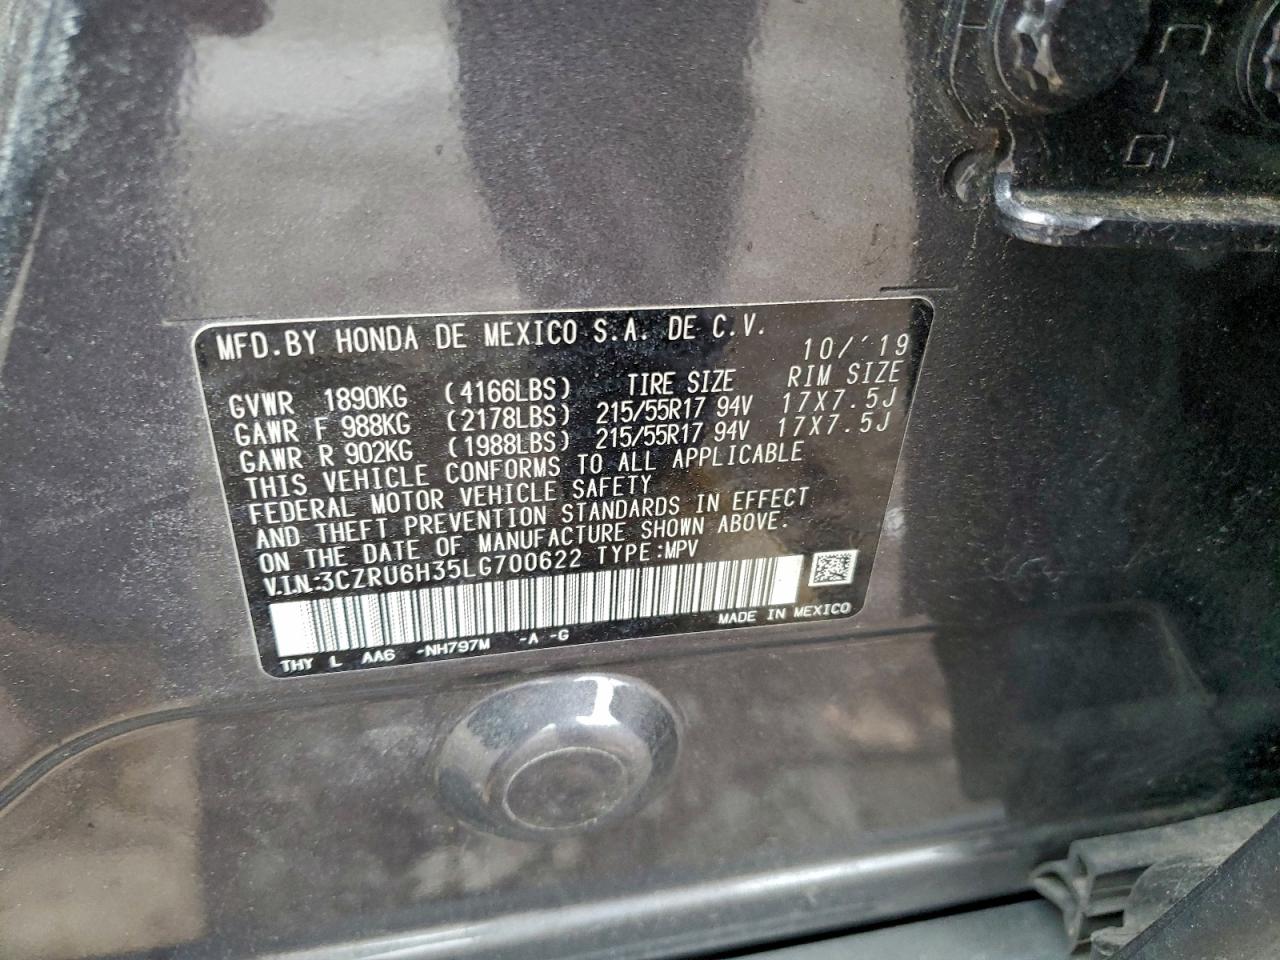 MFD.BY HONDA DE MEXICO S.A. DE C.V.
10/'19
GVWR 1890KG (4166LBS) TIRE SIZE RIM SIZE
GAWR F 988KG (2178LBS) 215/55R17 94V 17X7.5J
GAWR R 902KG (1988LBS) 215/55R17 94V 17X7.5J
THIS VEHICLE CONFORMS TO ALL APPLICABLE
FEDERAL MOTOR VEHICLE SAFETY
AND THEFT PREVENTION STANDARDS IN EFFECT
ON THE DATE OF MANUFACTURE SHOWN ABOVE.
V.I.N.:3CZRU6H35LG700622 TYPE:MPV
MADE IN MEXICO
THY L AA6 -NH797M -A -G